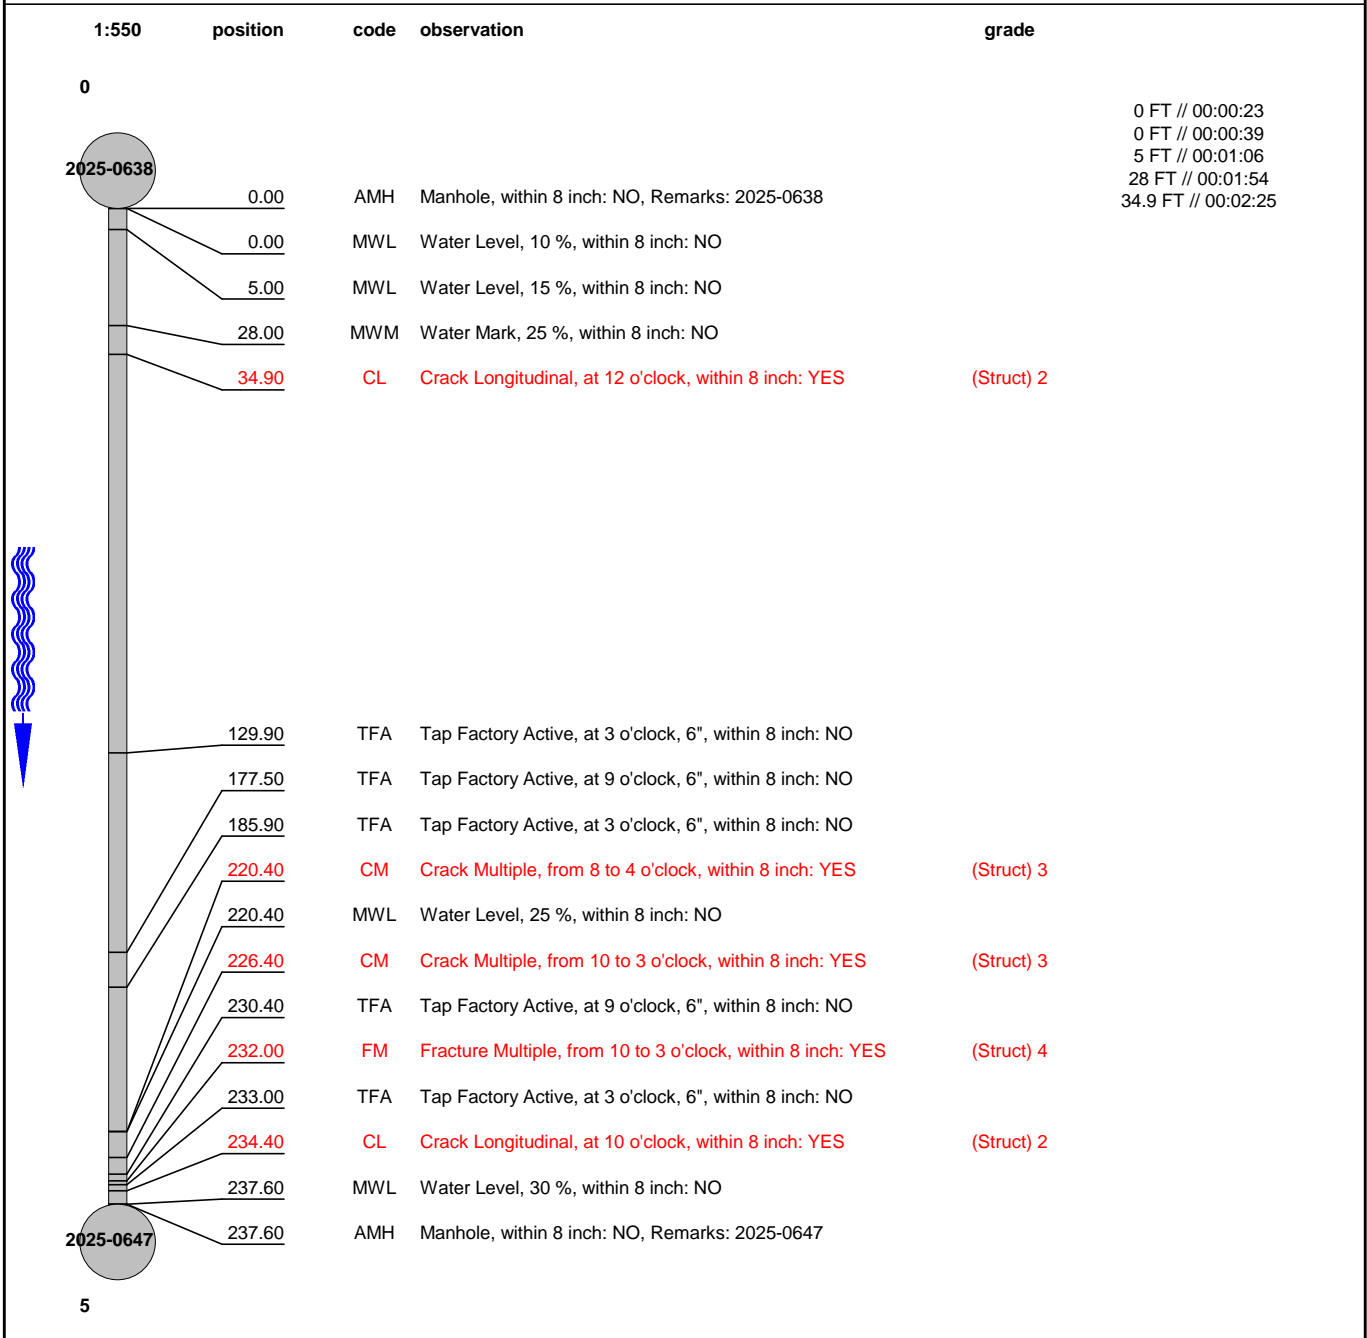 1:550 position code observation grade
0
0 FT // 00:00:23
0 FT // 00:00:39
5 FT // 00:01:06
28 FT // 00:01:54
34.9 FT // 00:02:25
2025-0638
0.00 AMH Manhole, within 8 inch: NO, Remarks: 2025-0638
0.00 MWL Water Level, 10 %, within 8 inch: NO
5.00 MWL Water Level, 15 %, within 8 inch: NO
28.00 MWM Water Mark, 25 %, within 8 inch: NO
34.90 CL Crack Longitudinal, at 12 o'clock, within 8 inch: YES (Struct) 2
129.90 TFA Tap Factory Active, at 3 o'clock, 6", within 8 inch: NO
177.50 TFA Tap Factory Active, at 9 o'clock, 6", within 8 inch: NO
185.90 TFA Tap Factory Active, at 3 o'clock, 6", within 8 inch: NO
220.40 CM Crack Multiple, from 8 to 4 o'clock, within 8 inch: YES (Struct) 3
220.40 MWL Water Level, 25 %, within 8 inch: NO
226.40 CM Crack Multiple, from 10 to 3 o'clock, within 8 inch: YES (Struct) 3
230.40 TFA Tap Factory Active, at 9 o'clock, 6", within 8 inch: NO
232.00 FM Fracture Multiple, from 10 to 3 o'clock, within 8 inch: YES (Struct) 4
233.00 TFA Tap Factory Active, at 3 o'clock, 6", within 8 inch: NO
234.40 CL Crack Longitudinal, at 10 o'clock, within 8 inch: YES (Struct) 2
237.60 MWL Water Level, 30 %, within 8 inch: NO
237.60 AMH Manhole, within 8 inch: NO, Remarks: 2025-0647
2025-0647
5